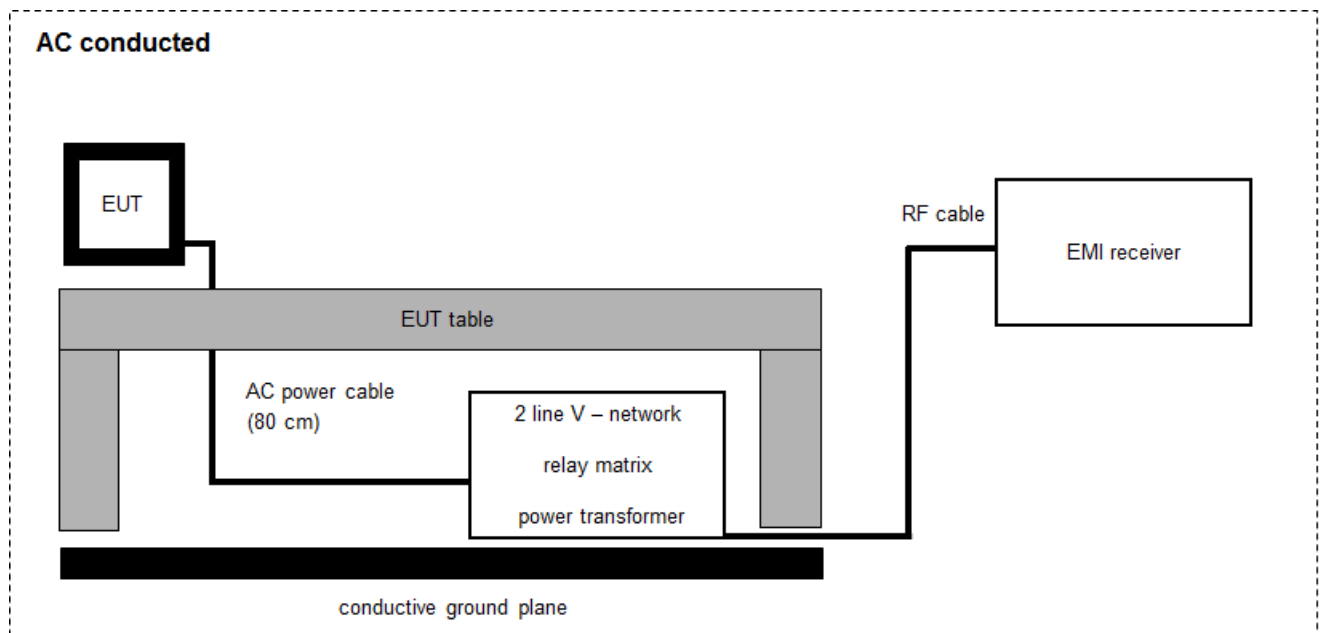 AC conducted
EUT
RF cable
EMI receiver
EUT table
AC power cable
(80 cm)
2 line V – network
relay matrix
power transformer
conductive ground plane